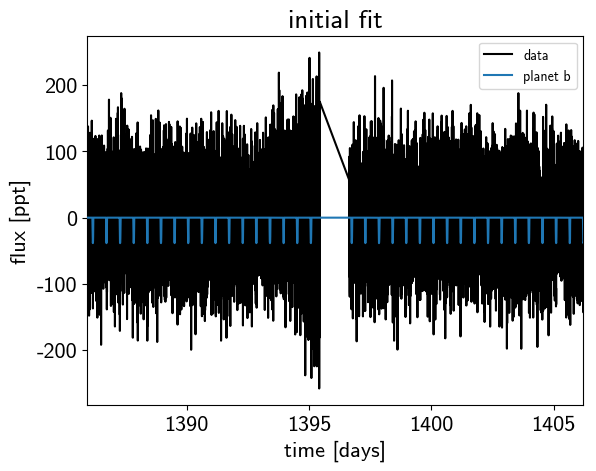 initial fit
data
planet b
200
100
0
-100
-200
flux [ppt]
1390 1395 1400 1405
time [days]